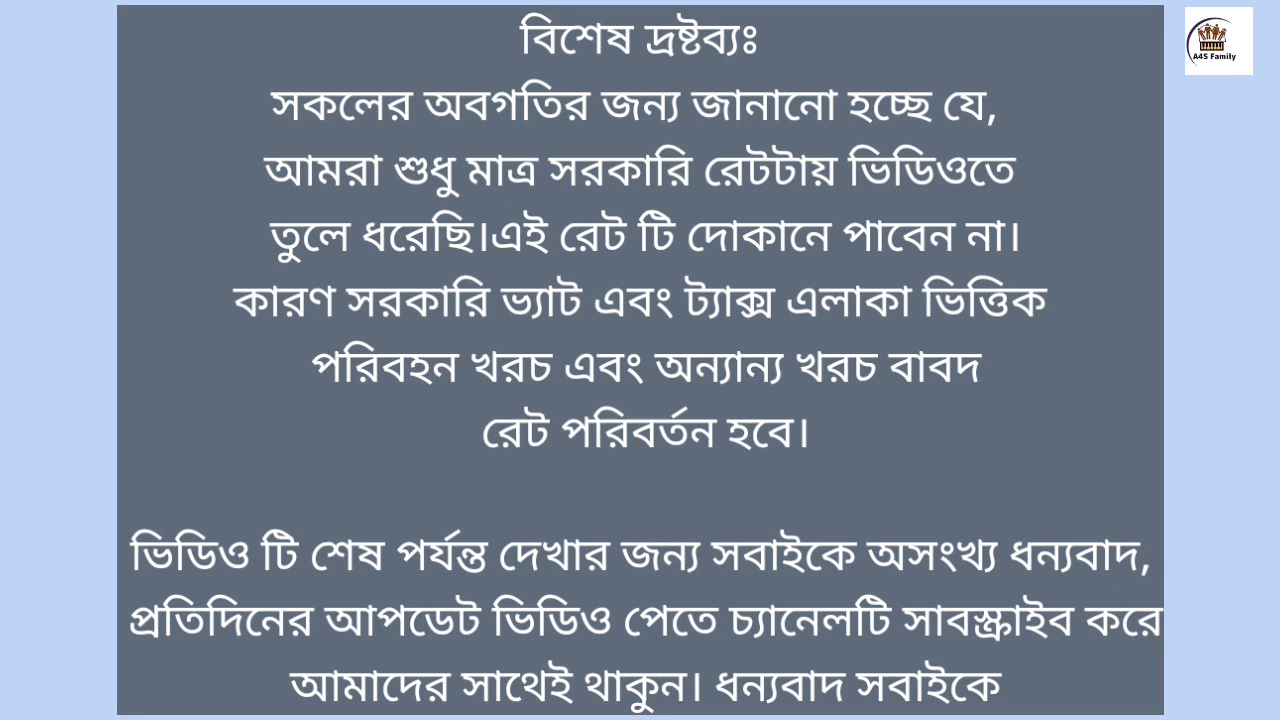 বিশেষ দ্রষ্টব্যঃ
সকলের অবগতির জন্য জানানো হচ্ছে যে,
আমরা শুধু মাত্র সরকারি রেটটায় ভিডিওতে
তুলে ধরেছি।এই রেট টি দোকানে পাবেন না।
কারণ সরকারি ভ্যাট এবং ট্যাক্স এলাকা ভিত্তিক
পরিবহন খরচ এবং অন্যান্য খরচ বাবদ
রেট পরিবর্তন হবে।
ভিডিও টি শেষ পর্যন্ত দেখার জন্য সবাইকে অসংখ্য ধন্যবাদ,
প্রতিদিনের আপডেট ভিডিও পেতে চ্যানেলটি সাবস্ক্রাইব করে
আমাদের সাথেই থাকুন। ধন্যবাদ সবাইকে
A4S Family